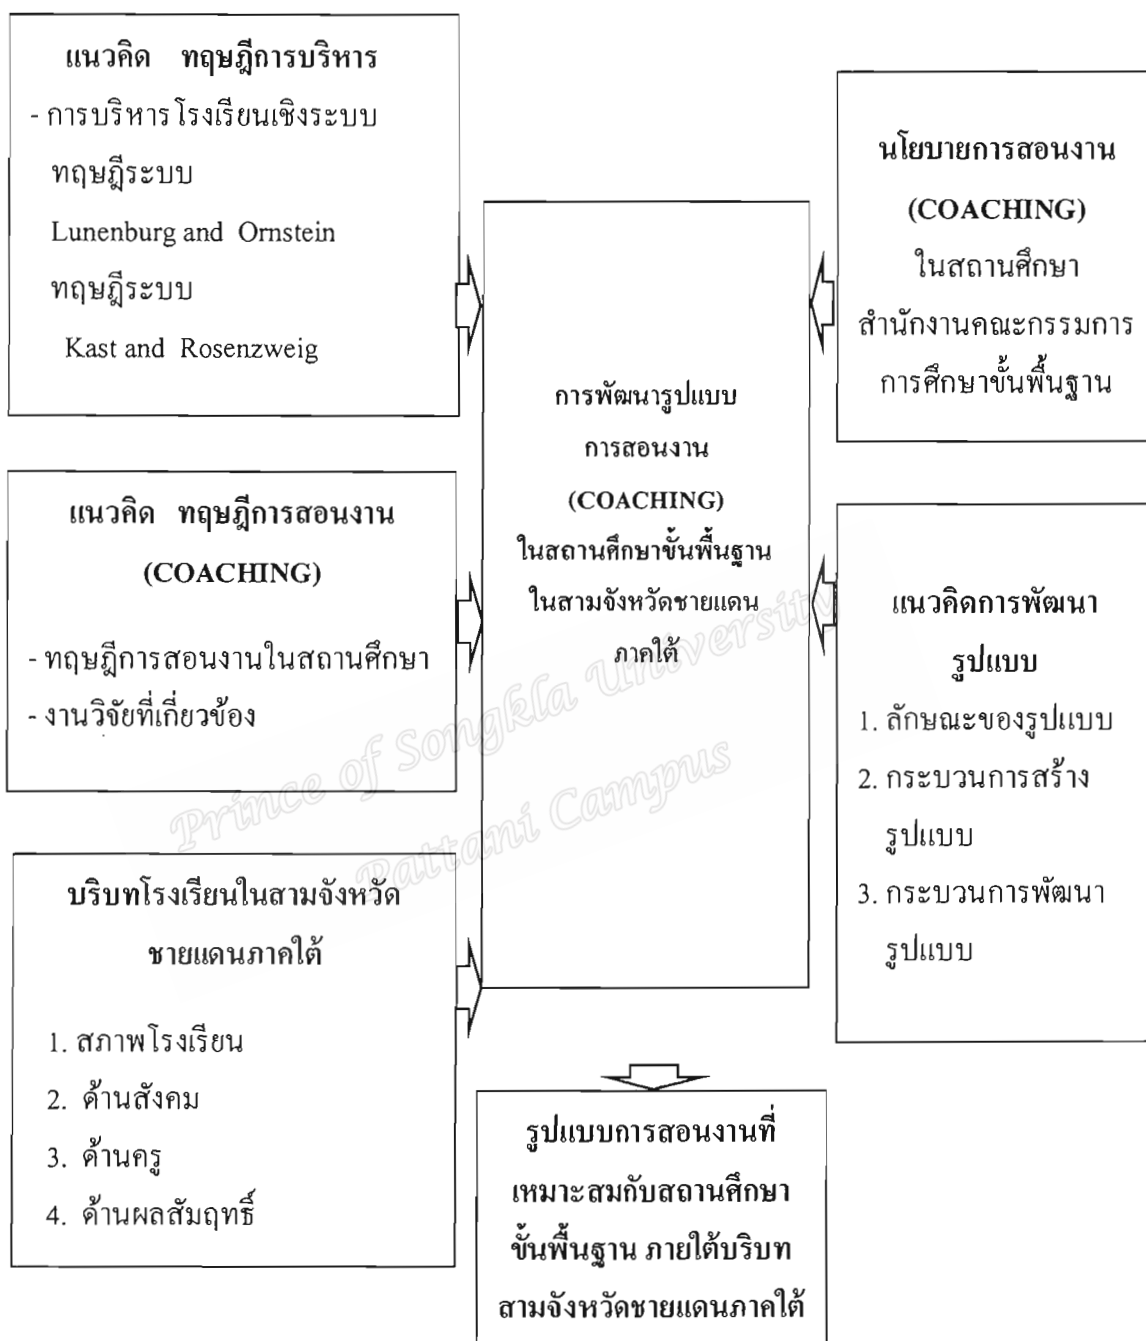 แนวคิด ทฤษฎีการบริหาร
- การบริหารโรงเรียนเชิงระบบ
ทฤษฎีระบบ
Lunenburg and Ornstein
ทฤษฎีระบบ
Kast and Rosenzweig
แนวคิด ทฤษฎีการสอนงาน
(COACHING)
- ทฤษฎีการสอนงานในสถานศึกษา
- งานวิจัยที่เกี่ยวข้อง
บริบทโรงเรียนในสามจังหวัด
ชายแดนภาคใต้
1. สภาพโรงเรียน
2. ด้านสังคม
3. ด้านครู
4. ด้านผลสัมฤทธิ์
การพัฒนารูปแบบ
การสอนงาน
(COACHING)
ในสถานศึกษาขั้นพื้นฐาน
ในสามจังหวัดชายแดน
ภาคใต้
นโยบายการสอนงาน
(COACHING)
ในสถานศึกษา
สำนักงานคณะกรรมการ
การศึกษาขั้นพื้นฐาน
แนวคิดการพัฒนา
รูปแบบ
1. ลักษณะของรูปแบบ
2. กระบวนการสร้าง
รูปแบบ
3. กระบวนการพัฒนา
รูปแบบ
รูปแบบการสอนงานที่
เหมาะสมกับสถานศึกษา
ขั้นพื้นฐาน ภายใต้บริบท
สามจังหวัดชายแดนภาคใต้
Prince of Songkla University
Pattani Campus